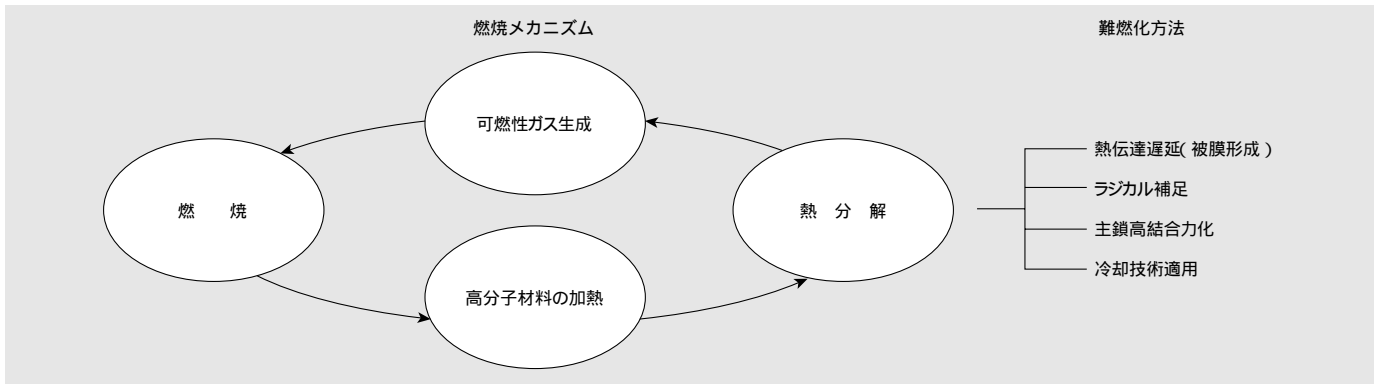 燃焼メカニズム
難燃化方法
可燃性ガス生成
燃　　焼
熱　分　解
高分子材料の加熱
熱伝達遅延( 被膜形成 )
ラジカル補足
主鎖高結合力化
冷却技術適用